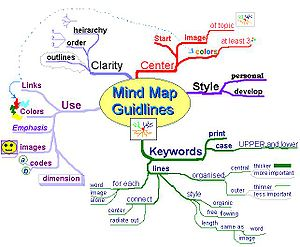 Mind Map
Guidlines
Start
image
of topic
at least 3
colors
Center
Style
personal
develop
Keywords
print
case
UPPER and lower
lines
organised
central
thicker
more important
outer
thinner
less important
style
organic
free flowing
length
same as
word
image
for each
word
image
alone
connect
center
radiate out
Use
Links
Colors
Emphasis
images
codes
dimension
Clarity
heirarchy
order
outlines